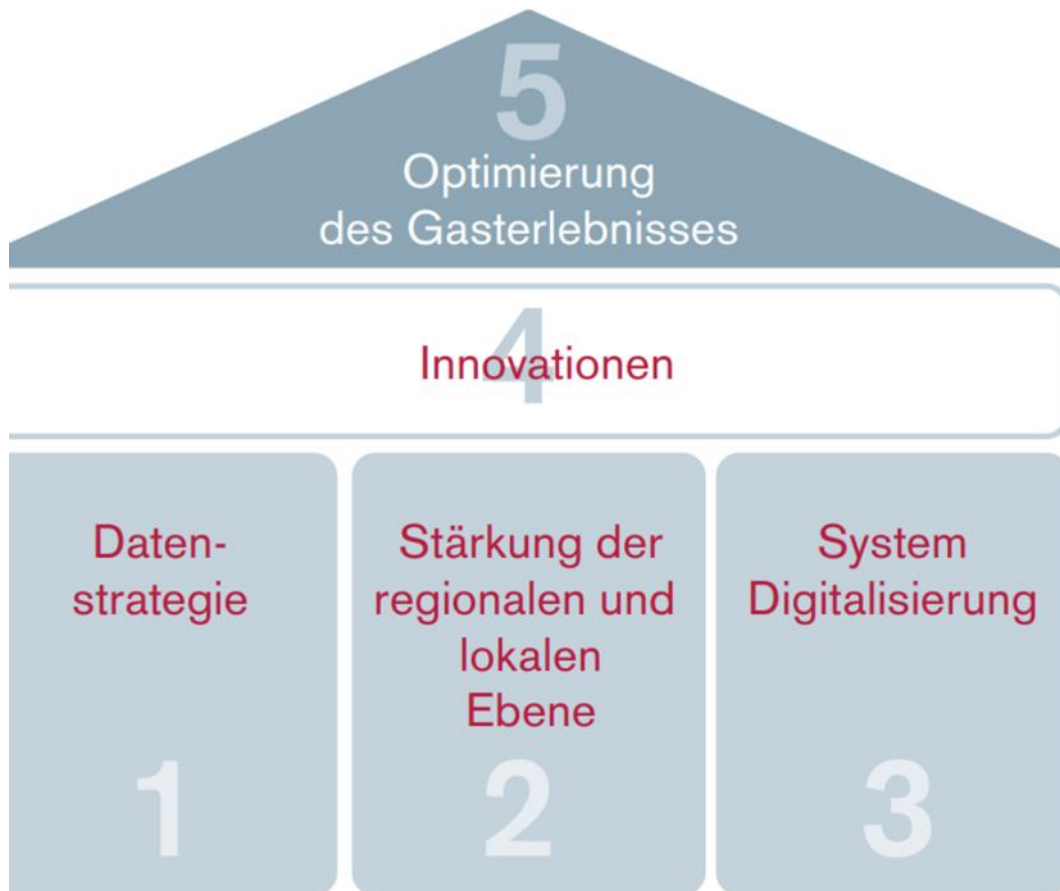 5
Optimierung
des Gasterlebnisses
4
Innovationen
Daten-
strategie
1
Stärkung der
regionalen und
lokalen
Ebene
2
System
Digitalisierung
3